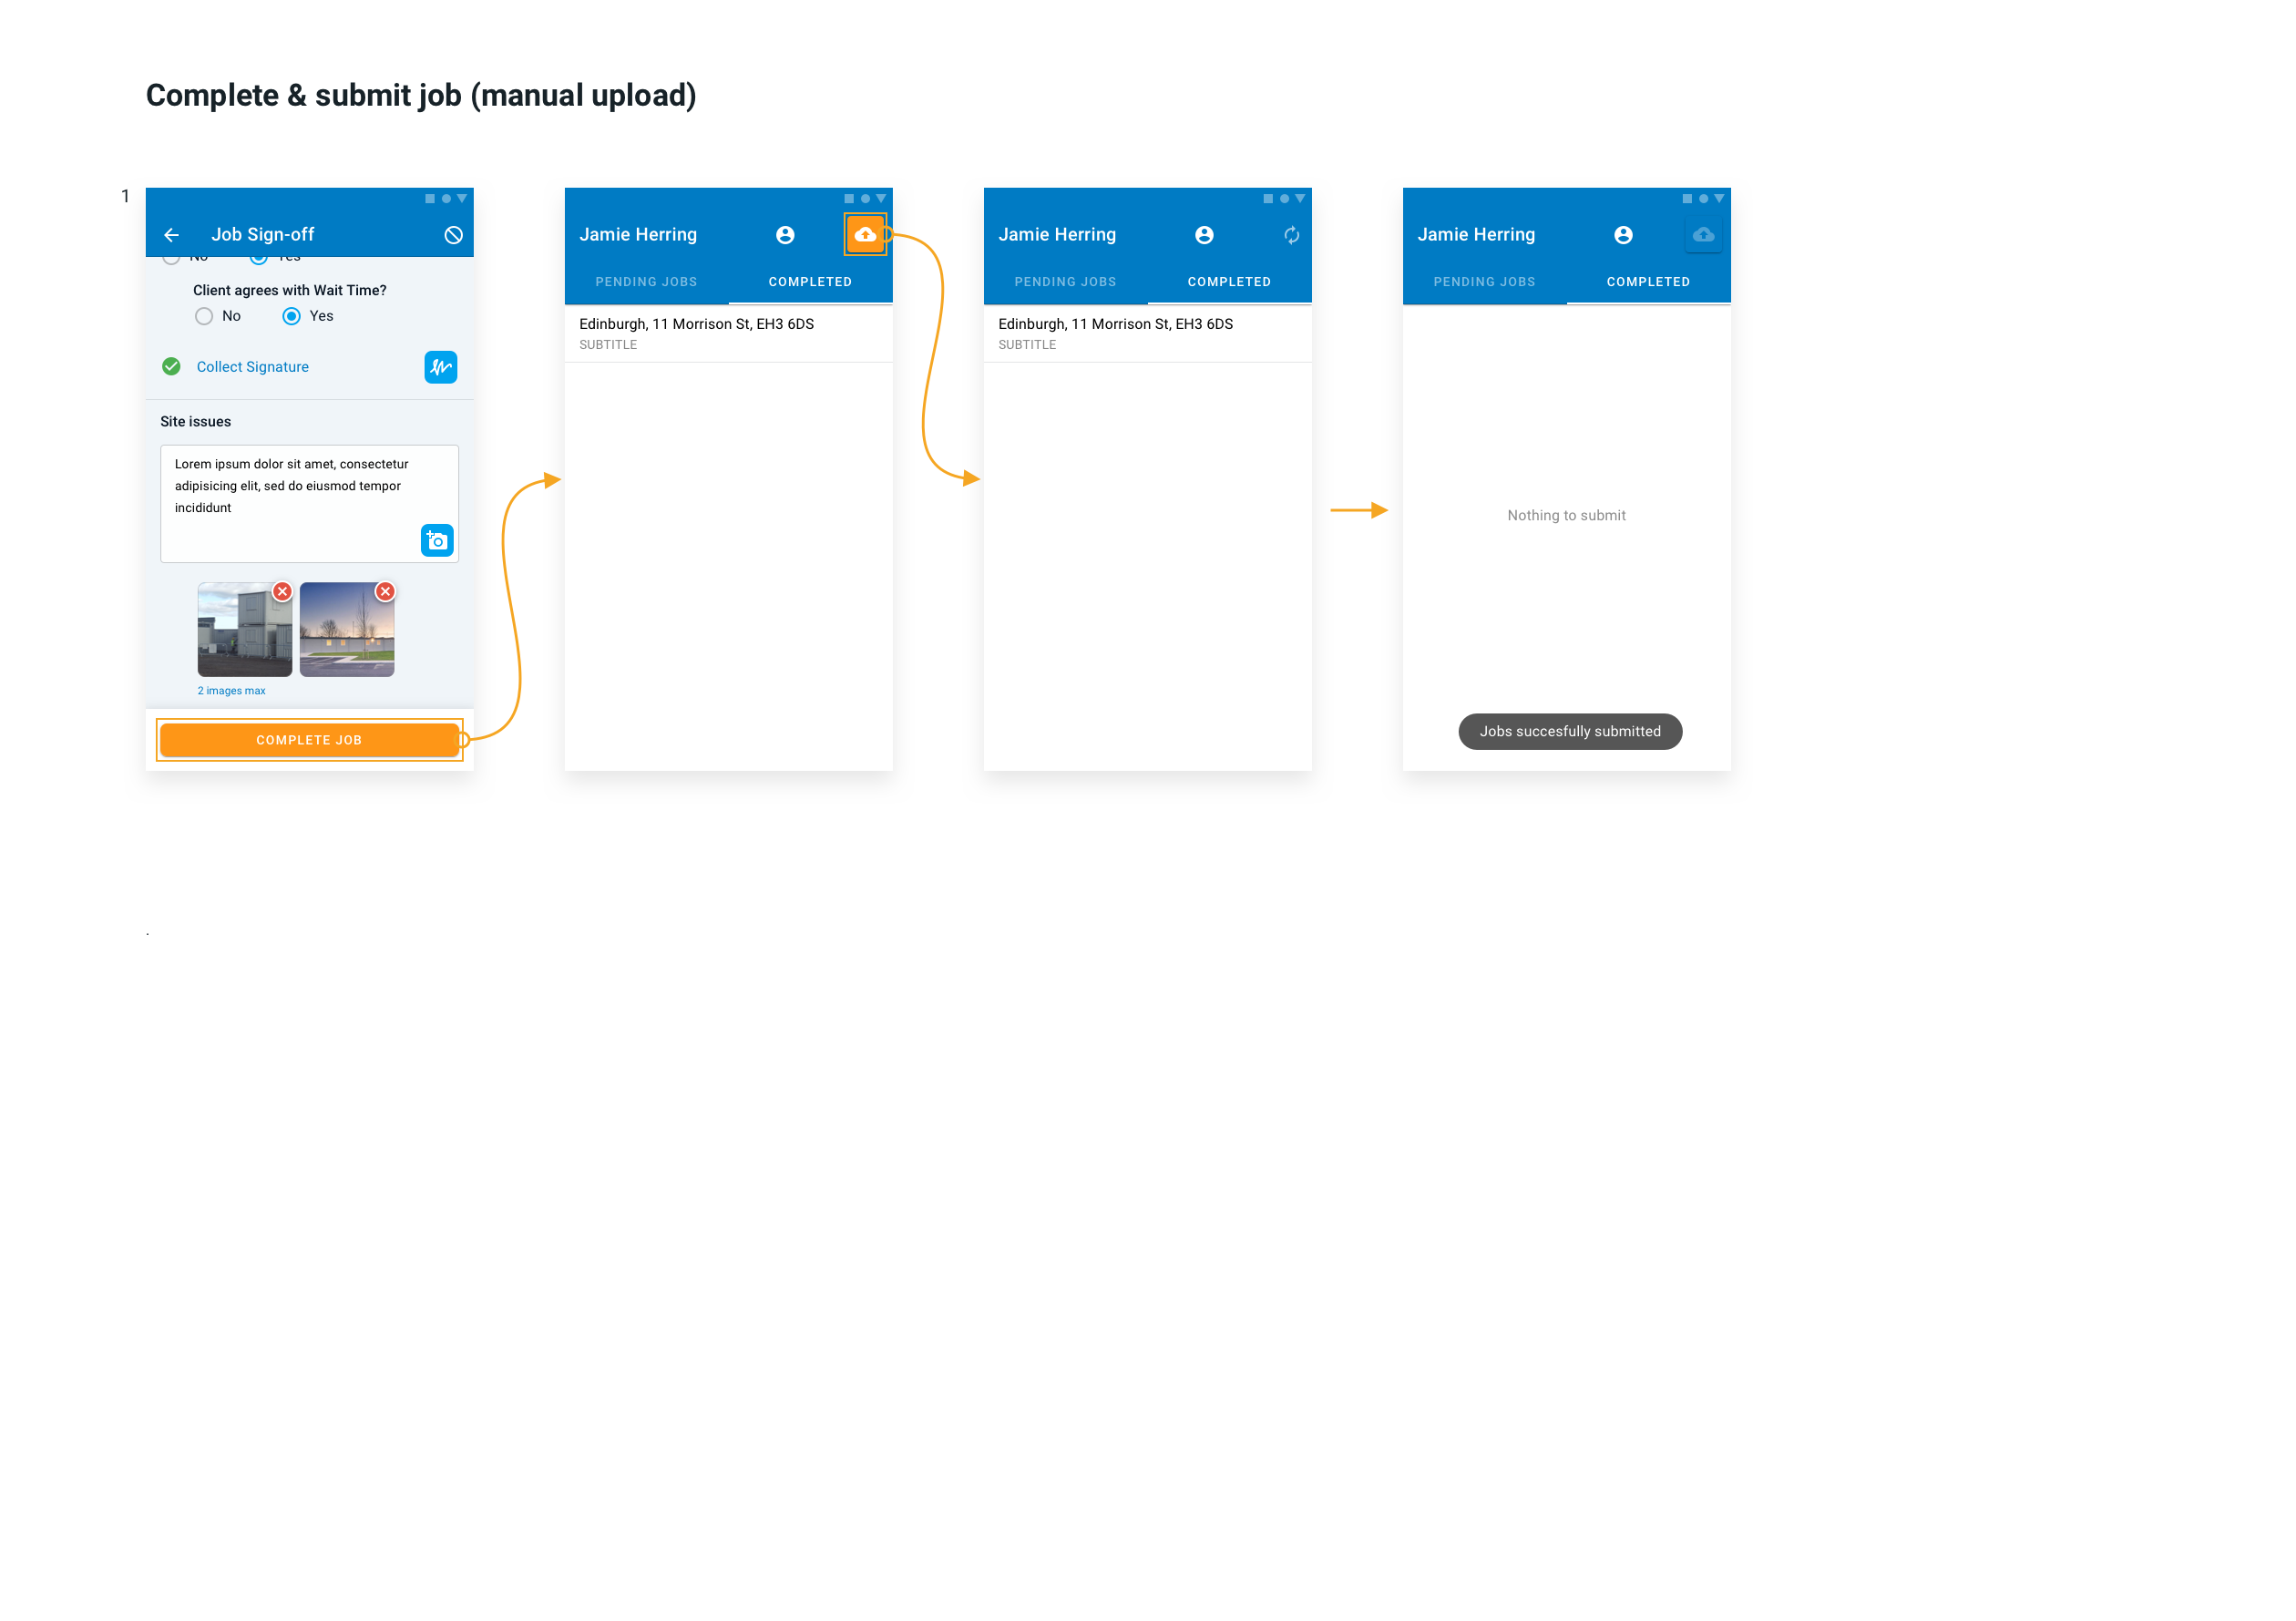 Complete & submit job (manual upload)
1
Job Sign-off
No Yes
Client agrees with Wait Time?
No Yes
Collect Signature
Site issues
Lorem ipsum dolor sit amet, consectetur
adipisicing elit, sed do eiusmod tempor
incididunt
2 images max
COMPLETE JOB
Jamie Herring
PENDING JOBS COMPLETED
Edinburgh, 11 Morrison St, EH3 6DS
SUBTITLE
Jamie Herring
PENDING JOBS COMPLETED
Edinburgh, 11 Morrison St, EH3 6DS
SUBTITLE
Jamie Herring
PENDING JOBS COMPLETED
Nothing to submit
Jobs succesfully submitted
.